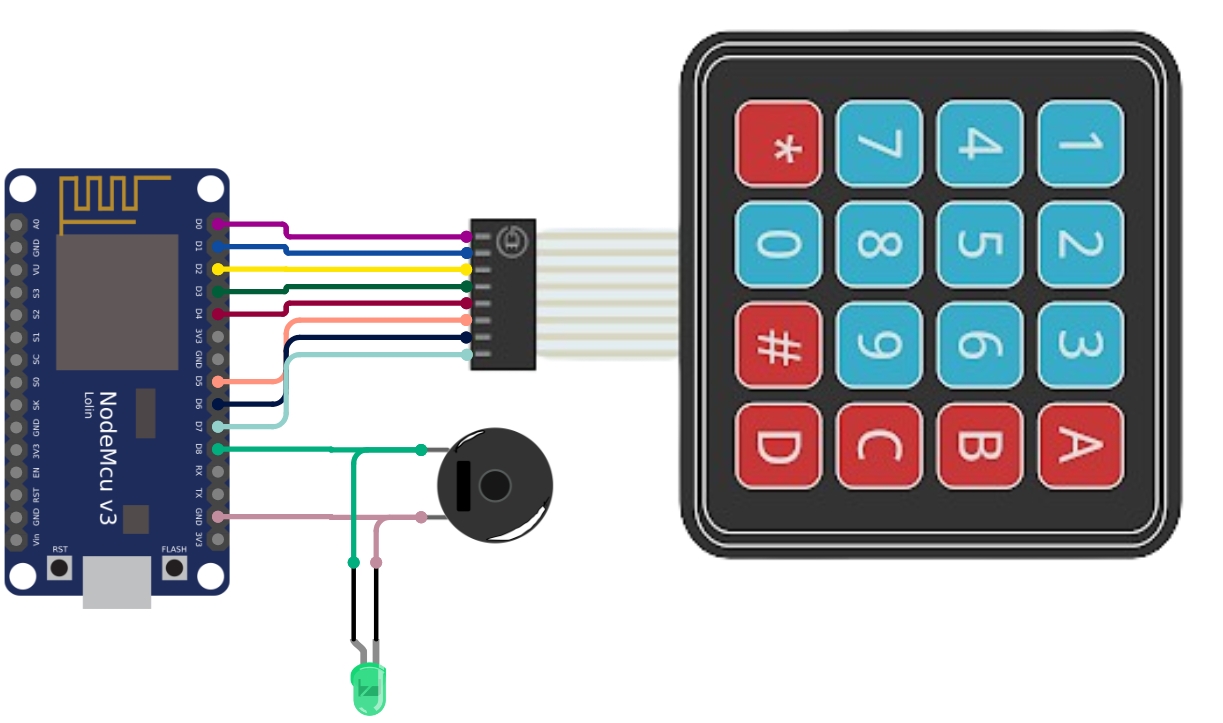 A0
GND
VU
S3
S2
S1
SC
S0
SK
GND
3V3
EN
RST
GND
Vin
D0
D1
D2
D3
D4
3V3
GND
D5
D6
D7
D8
RX
TX
GND
3V3
NodeMcu v3
Lolin
RST
FLASH
1
2
3
A
4
5
6
B
7
8
9
C
*
0
#
D